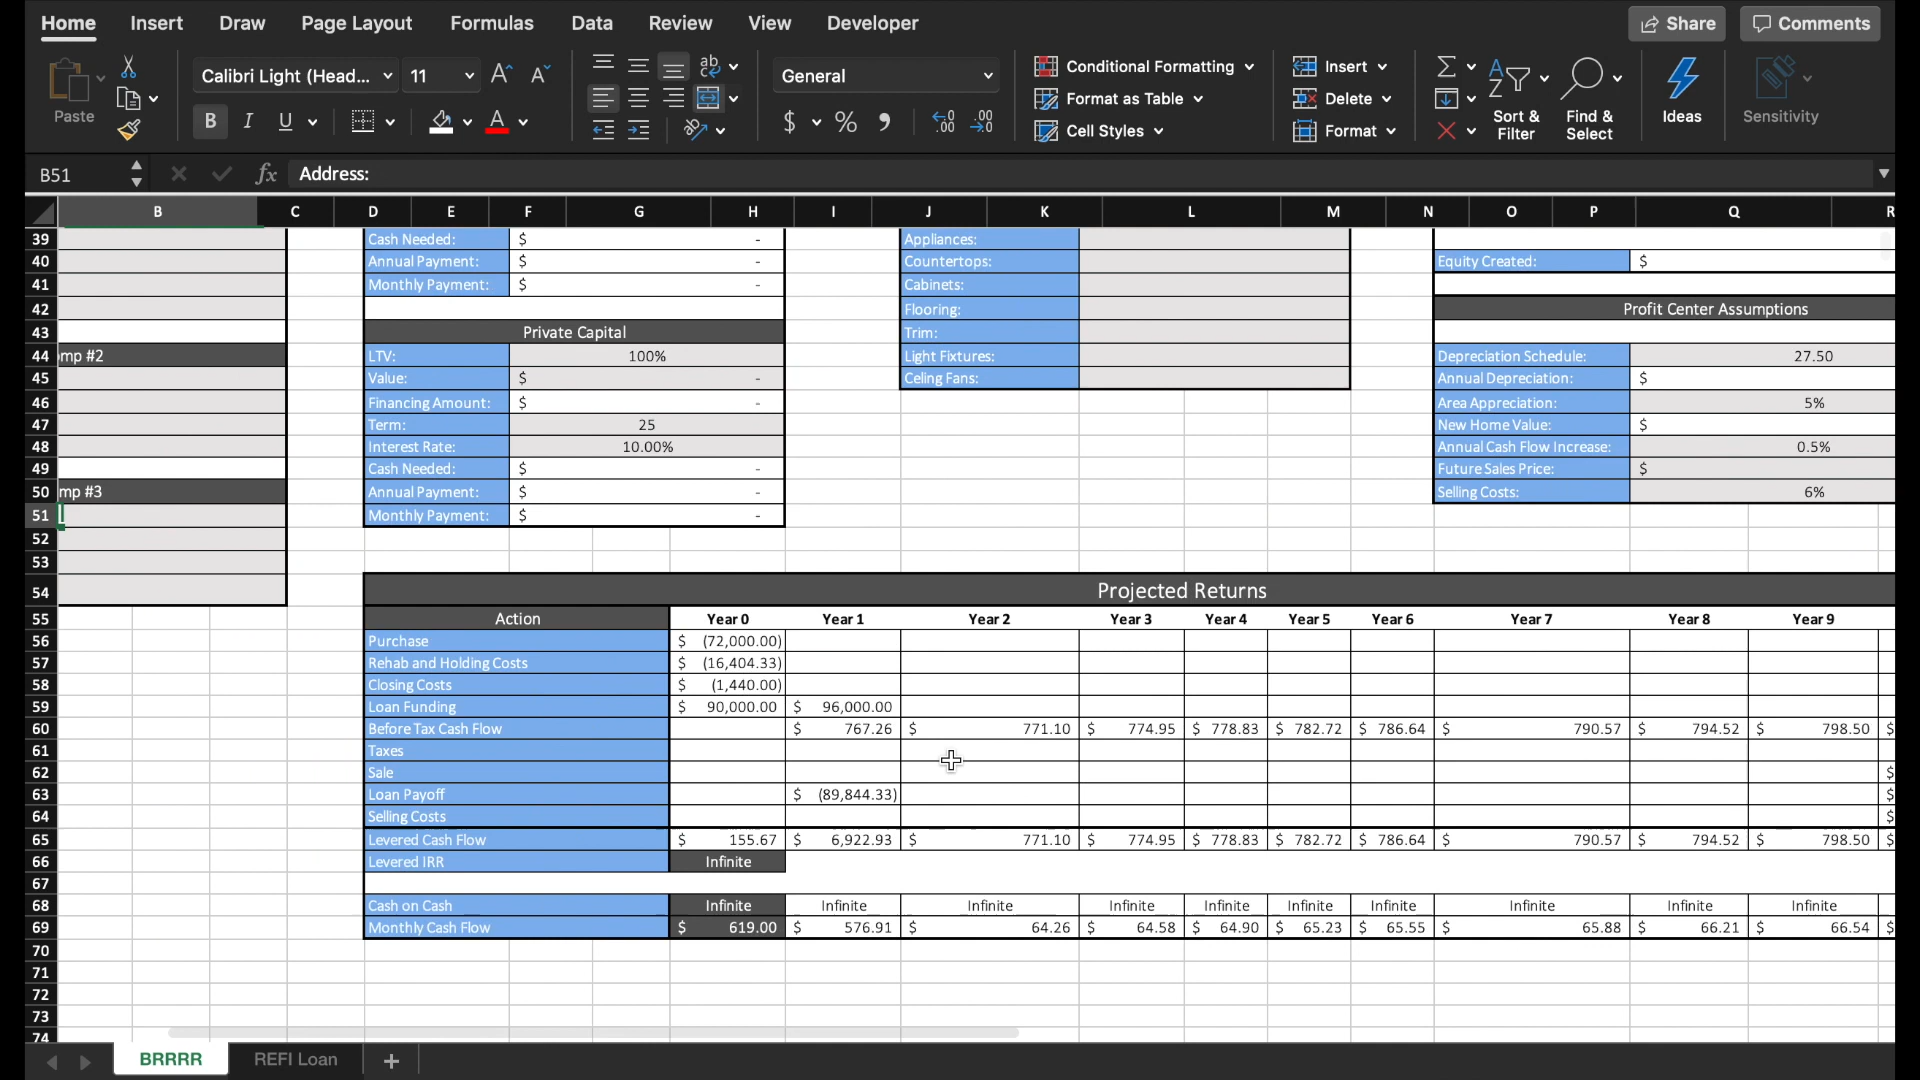 Home Insert Draw Page Layout Formulas Data Review View Developer Share Comments
Paste Calibri Light (Head... 11 General Conditional Formatting Format as Table Cell Styles Insert Delete Format Sort & Filter Find & Select Ideas Sensitivity
B51 fx Address:
B C D E F G H I J K L M N O P Q R
39 Cash Needed: $ - Appliances:
40 Annual Payment: $ - Countertops: Equity Created: $
41 Monthly Payment: $ - Cabinets:
42 Flooring: Profit Center Assumptions
43 Private Capital Trim:
44 omp #2 LTV: 100% Light Fixtures: Depreciation Schedule: 27.50
45 Value: $ - Celing Fans: Annual Depreciation: $
46 Financing Amount: $ - Area Appreciation: 5%
47 Term: 25 New Home Value: $
48 Interest Rate: 10.00% Annual Cash Flow Increase: 0.5%
49 Cash Needed: $ - Future Sales Price: $
50 mp #3 Annual Payment: $ - Selling Costs: 6%
51 Monthly Payment: $ -
52
53
54 Projected Returns
55 Action Year 0 Year 1 Year 2 Year 3 Year 4 Year 5 Year 6 Year 7 Year 8 Year 9
56 Purchase $ (72,000.00)
57 Rehab and Holding Costs $ (16,404.33)
58 Closing Costs $ (1,440.00)
59 Loan Funding $ 90,000.00 $ 96,000.00
60 Before Tax Cash Flow $ 767.26 $ 771.10 $ 774.95 $ 778.83 $ 782.72 $ 786.64 $ 790.57 $ 794.52 $ 798.50 $
61 Taxes
62 Sale $
63 Loan Payoff $ (89,844.33) $
64 Selling Costs $
65 Levered Cash Flow $ 155.67 $ 6,922.93 $ 771.10 $ 774.95 $ 778.83 $ 782.72 $ 786.64 $ 790.57 $ 794.52 $ 798.50 $
66 Levered IRR Infinite
67
68 Cash on Cash Infinite Infinite Infinite Infinite Infinite Infinite Infinite Infinite Infinite Infinite
69 Monthly Cash Flow $ 619.00 $ 576.91 $ 64.26 $ 64.58 $ 64.90 $ 65.23 $ 65.55 $ 65.88 $ 66.21 $ 66.54 $
70
71
72
73
74
BRRRR REFI Loan